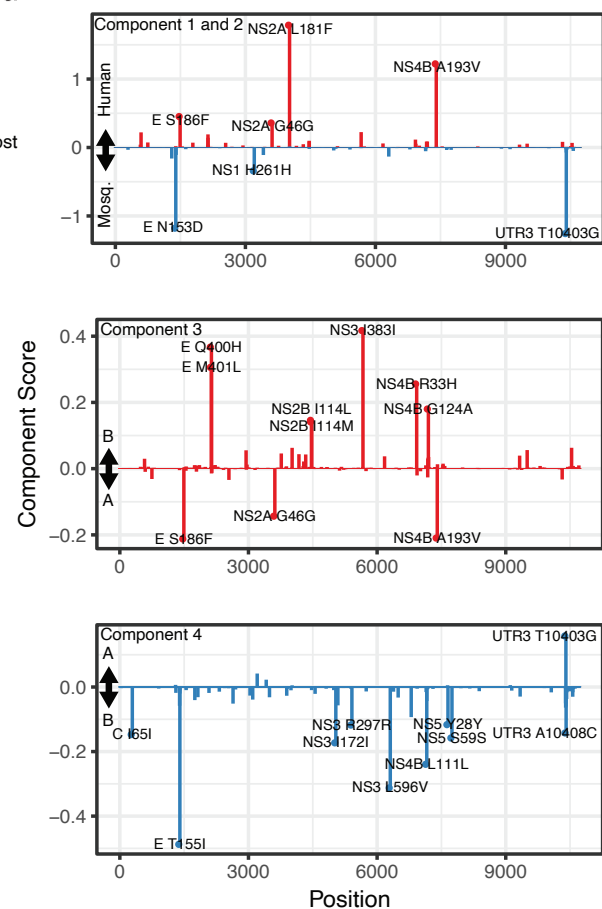 Component 1 and 2
NS2A L181F
NS4B A193V
E S186F
NS2A G46G
NS1 H261H
E N153D
UTR3 T10403G
Human
Mosq.
ost
1
0
−1
0 3000 6000 9000
Component 3
NS3 I383I
E Q400H
E M401L
NS4B R33H
NS2B I114L
NS4B G124A
NS2B I114M
B
A
NS2A G46G
E S186F
NS4B A193V
0.4
0.2
0.0
−0.2
0 3000 6000 9000
Component Score
Component 4
UTR3 T10403G
A
B
C I65I
NS3 R297R
NS5 Y28Y
NS3 I172I
NS5 S59S
UTR3 A10408C
NS4B L111L
NS3 L596V
E T155I
0.0
−0.2
−0.4
0 3000 6000 9000
Position